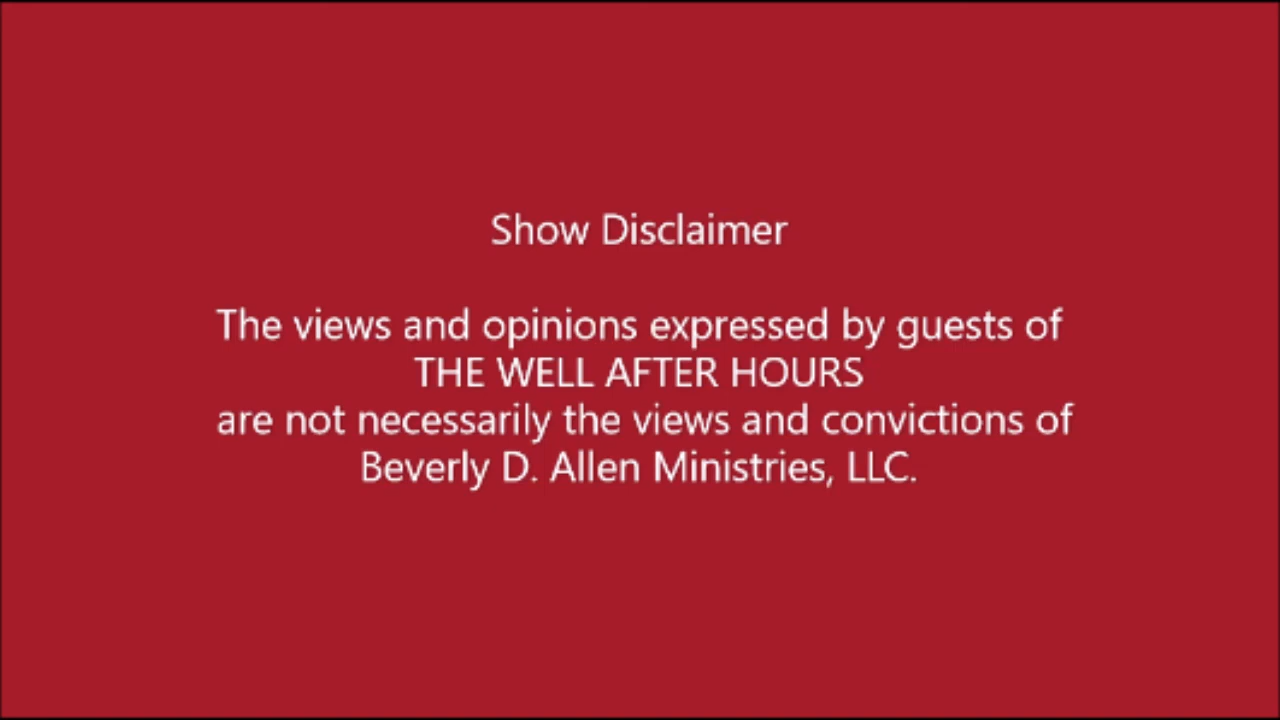 Show Disclaimer
The views and opinions expressed by guests of
THE WELL AFTER HOURS
are not necessarily the views and convictions of
Beverly D. Allen Ministries, LLC.